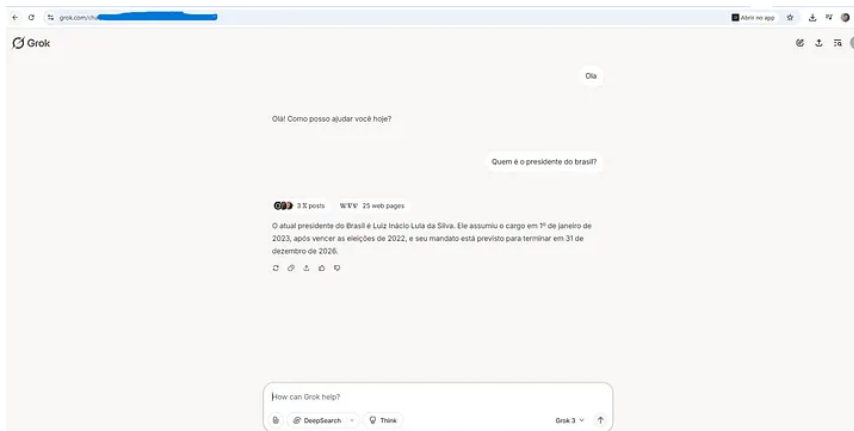 grok.com/cha
Abrir no app
Grok
Ola
Olá! Como posso ajudar você hoje?
Quem é o presidente do brasil?
3 X posts
WWW 25 web pages
O atual presidente do Brasil é Luiz Inácio Lula da Silva. Ele assumiu o cargo em 1º de janeiro de
2023, após vencer as eleições de 2022, e seu mandato está previsto para terminar em 31 de
dezembro de 2026.
How can Grok help?
DeepSearch
Think
Grok 3